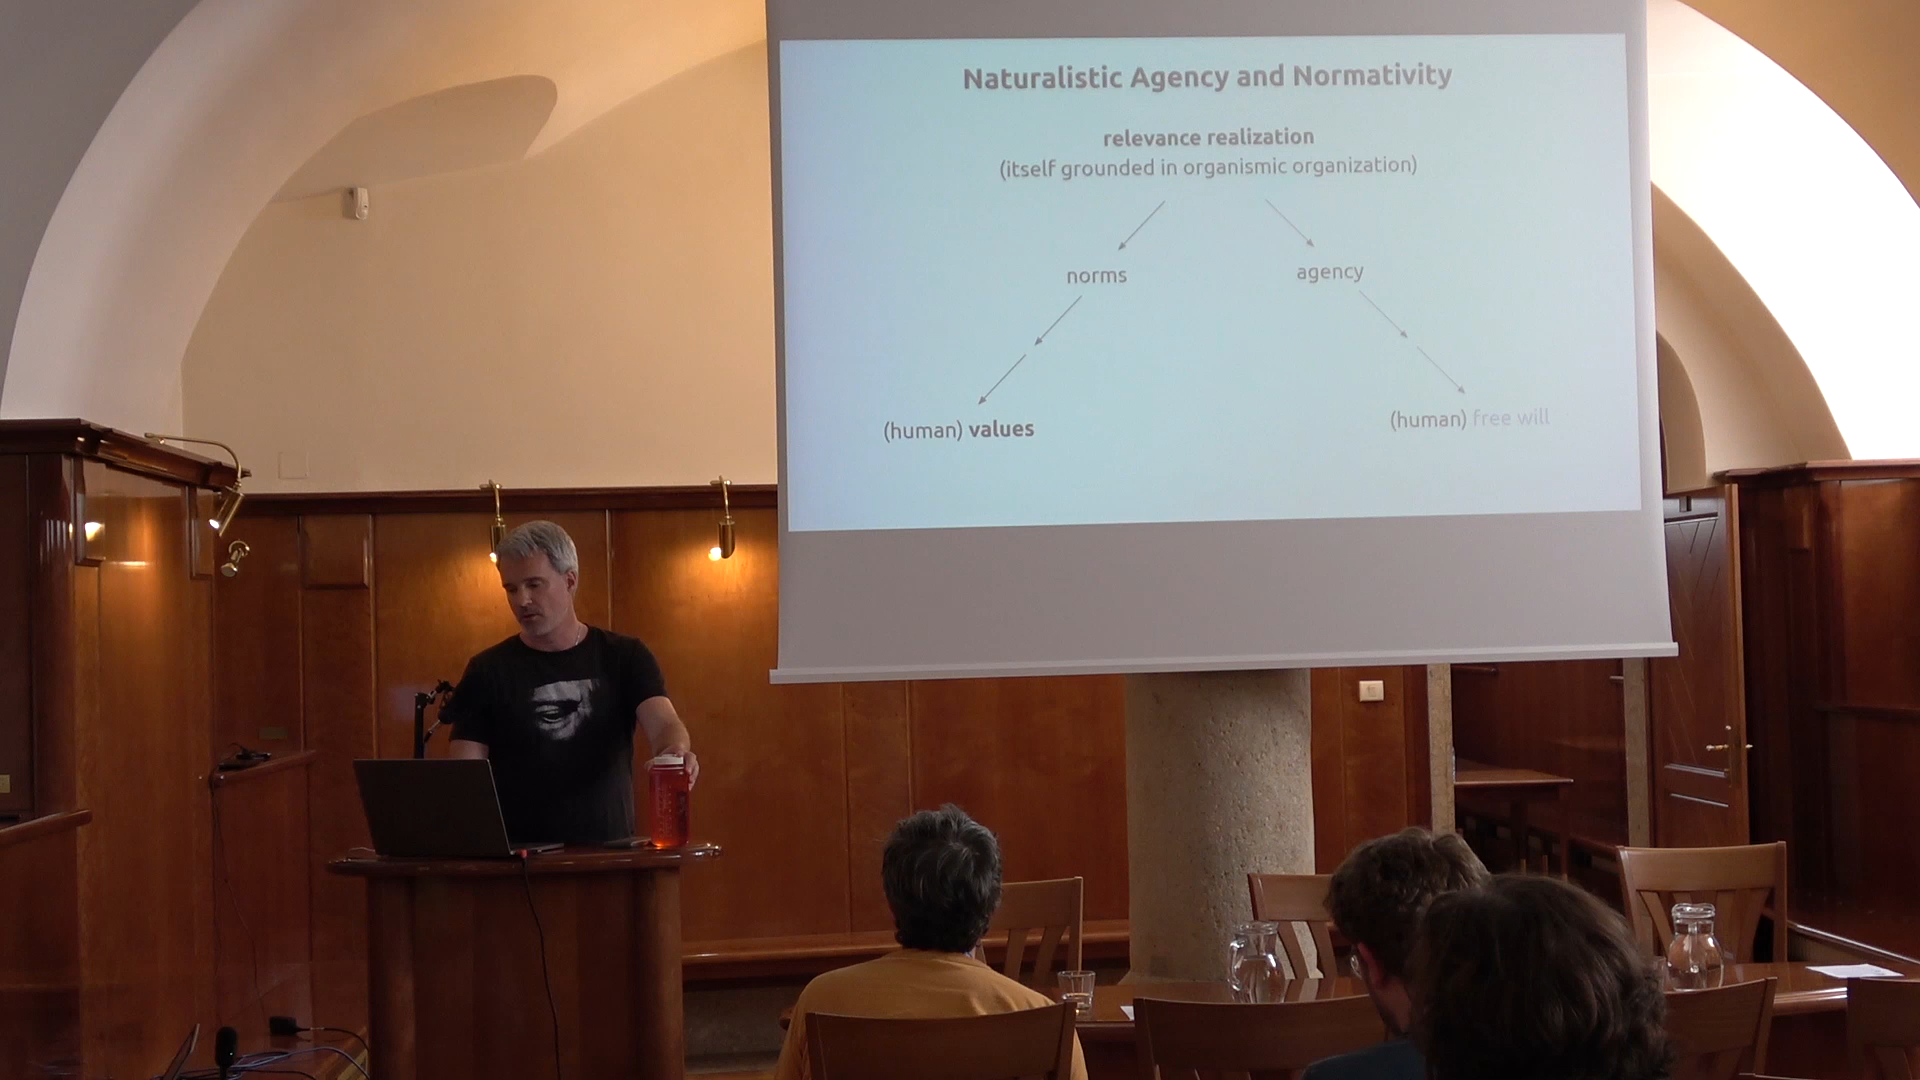 Naturalistic Agency and Normativity
relevance realization
(itself grounded in organismic organization)
norms
agency
(human) values
(human) free will